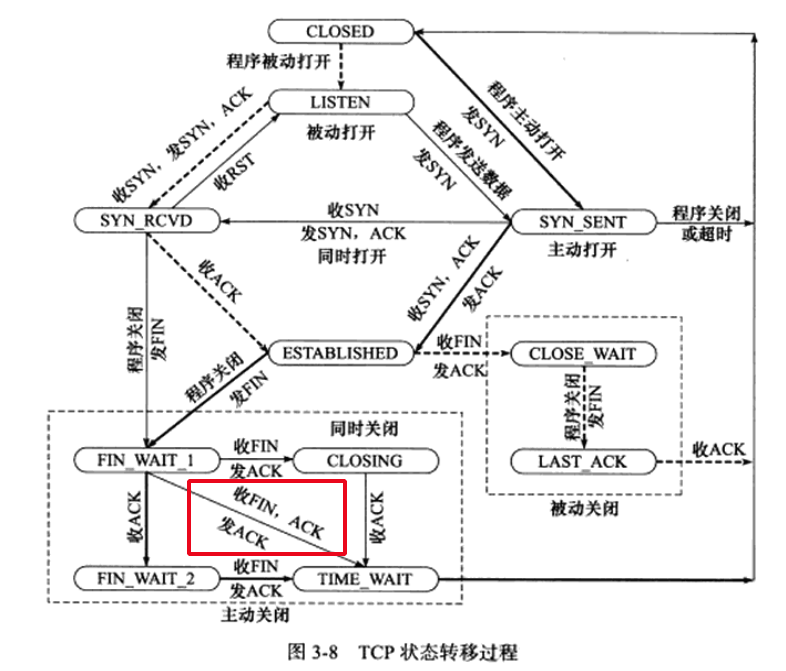 CLOSED
程序被动打开
LISTEN
被动打开
程序主动打开
发SYN
收SYN，发SYN，ACK
收RST
程序发送数据
发SYN
SYN_RCVD
收SYN
发SYN，ACK
同时打开
SYN_SENT
主动打开
程序关闭
或超时
收ACK
收SYN，ACK
发ACK
程序关闭
发FIN
ESTABLISHED
收FIN
发ACK
CLOSE_WAIT
程序关闭
发FIN
程序关闭
发FIN
LAST_ACK
收ACK
被动关闭
同时关闭
FIN_WAIT_1
收FIN
发ACK
CLOSING
收ACK
收FIN，ACK
发ACK
收ACK
FIN_WAIT_2
收FIN
发ACK
TIME_WAIT
主动关闭
图 3-8 TCP 状态转移过程